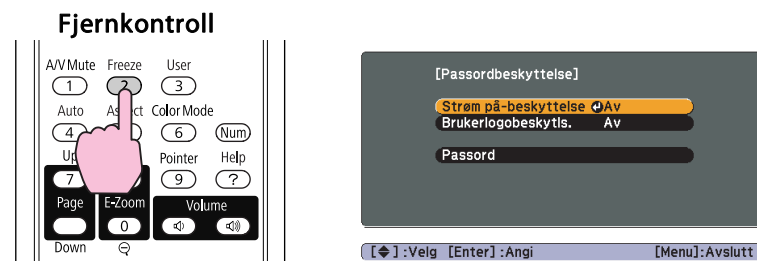 Fjernkontroll
A/V Mute Freeze User
1 2 3
Auto Color Mode
4 6 Num
Pointer Help
7 9 ?
Page E-Zoom Volume
0
Down
[Passordbeskyttelse]
Strøm på-beskyttelse Av
Brukerlogobeskytls. Av
Passord
[ ] :Velg [Enter] :Angi [Menu]:Avslutt